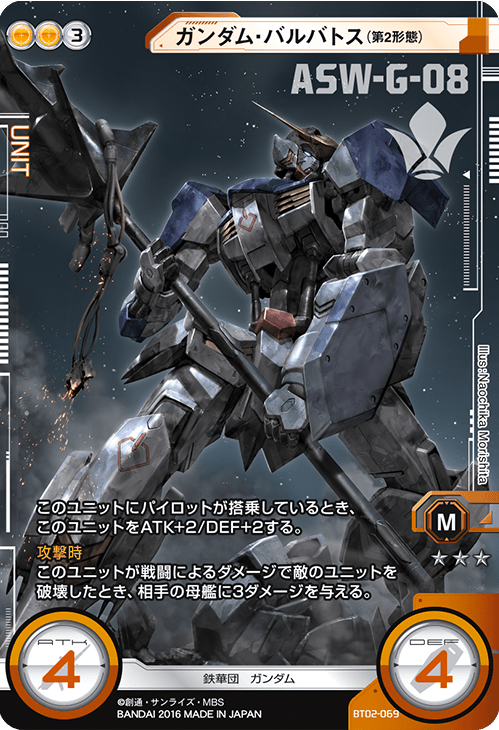 3
ガンダム・バルバトス(第2形態)
ASW-G-08
UNIT
Illus:Naochika Morishita
このユニットにパイロットが搭乗しているとき、
このユニットをATK+2/DEF+2する。
攻撃時
このユニットが戦闘によるダメージで敵のユニットを
破壊したとき、相手の母艦に3ダメージを与える。
M
ATK
4
DEF
4
鉄華団 ガンダム
©創通・サンライズ・MBS
BANDAI 2016 MADE IN JAPAN
BT02-069